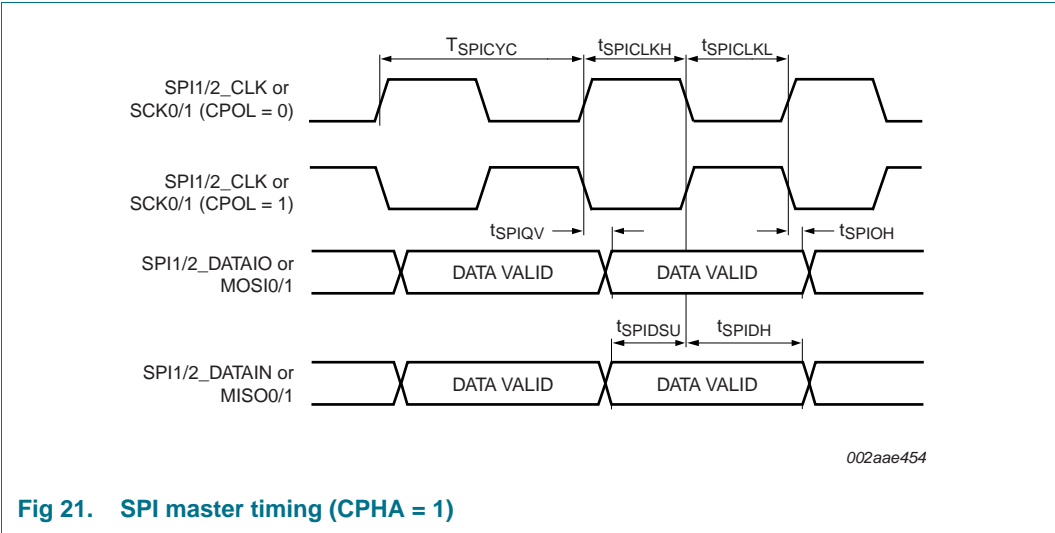 TSPICYC tSPICLKH tSPICLKL
SPI1/2_CLK or
SCK0/1 (CPOL = 0)
SPI1/2_CLK or
SCK0/1 (CPOL = 1)
tSPIQV tSPIOH
SPI1/2_DATAIO or
MOSI0/1
DATA VALID DATA VALID
tSPIDSU tSPIDH
SPI1/2_DATAIN or
MISO0/1
DATA VALID DATA VALID
002aae454
Fig 21. SPI master timing (CPHA = 1)